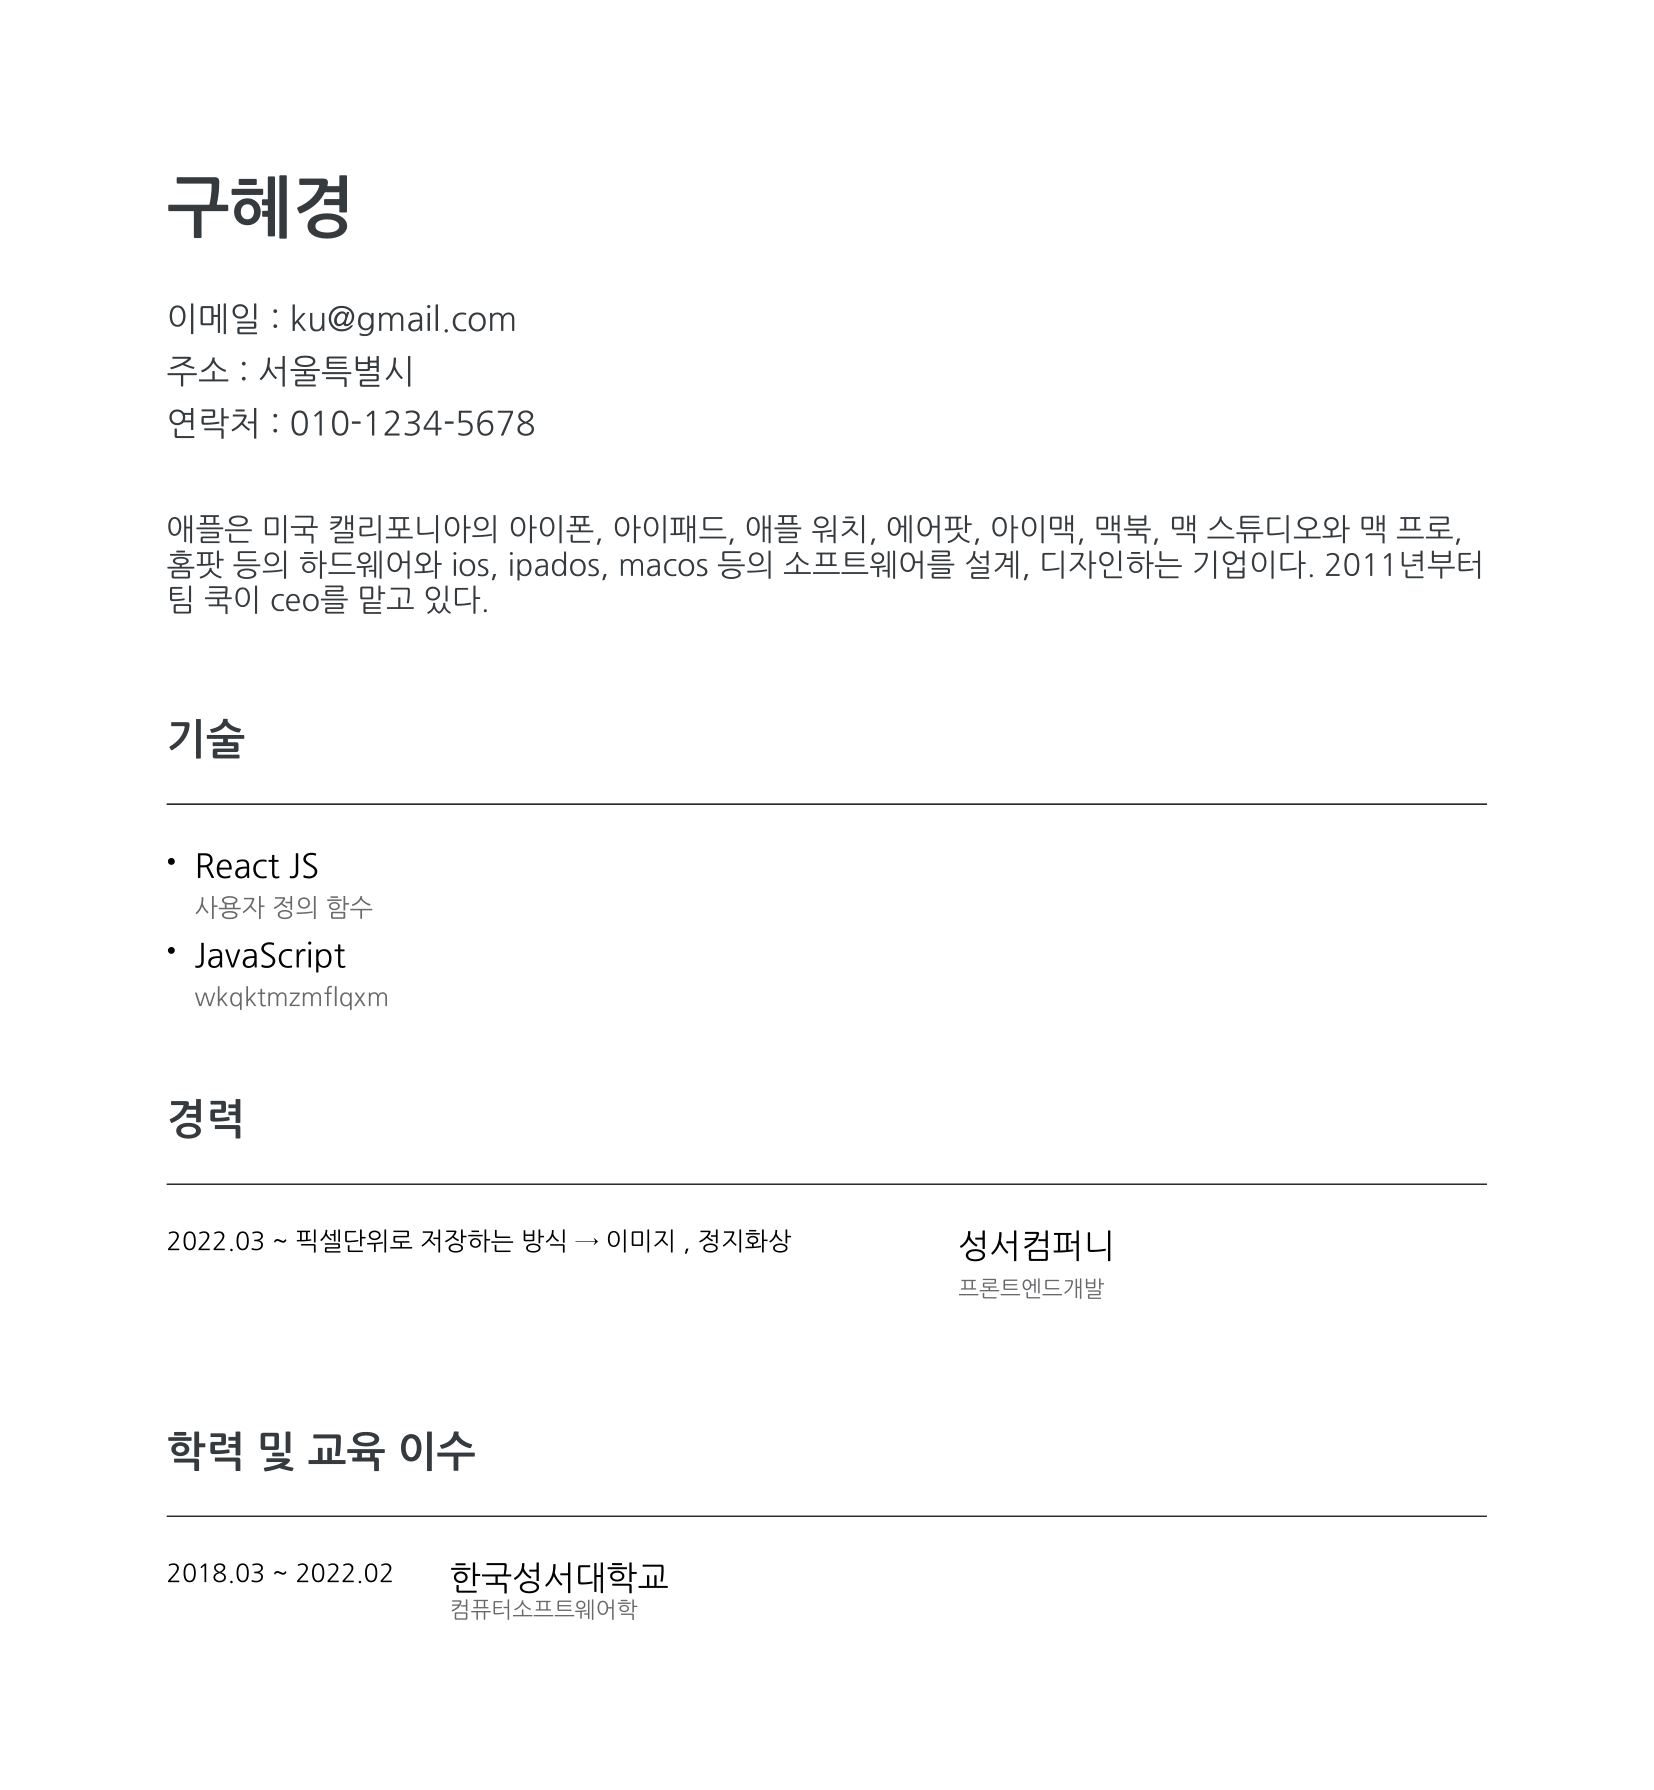 구혜경
이메일 : ku@gmail.com
주소 : 서울특별시
연락처 : 010-1234-5678
애플은 미국 캘리포니아의 아이폰, 아이패드, 애플 워치, 에어팟, 아이맥, 맥북, 맥 스튜디오와 맥 프로,
홈팟 등의 하드웨어와 ios, ipados, macos 등의 소프트웨어를 설계, 디자인하는 기업이다. 2011년부터
팀 쿡이 ceo를 맡고 있다.
기술
• React JS
사용자 정의 함수
• JavaScript
wkqktmzmflqxm
경력
2022.03 ~ 픽셀단위로 저장하는 방식 → 이미지 , 정지화상
성서컴퍼니
프론트엔드개발
학력 및 교육 이수
2018.03 ~ 2022.02
한국성서대학교
컴퓨터소프트웨어학